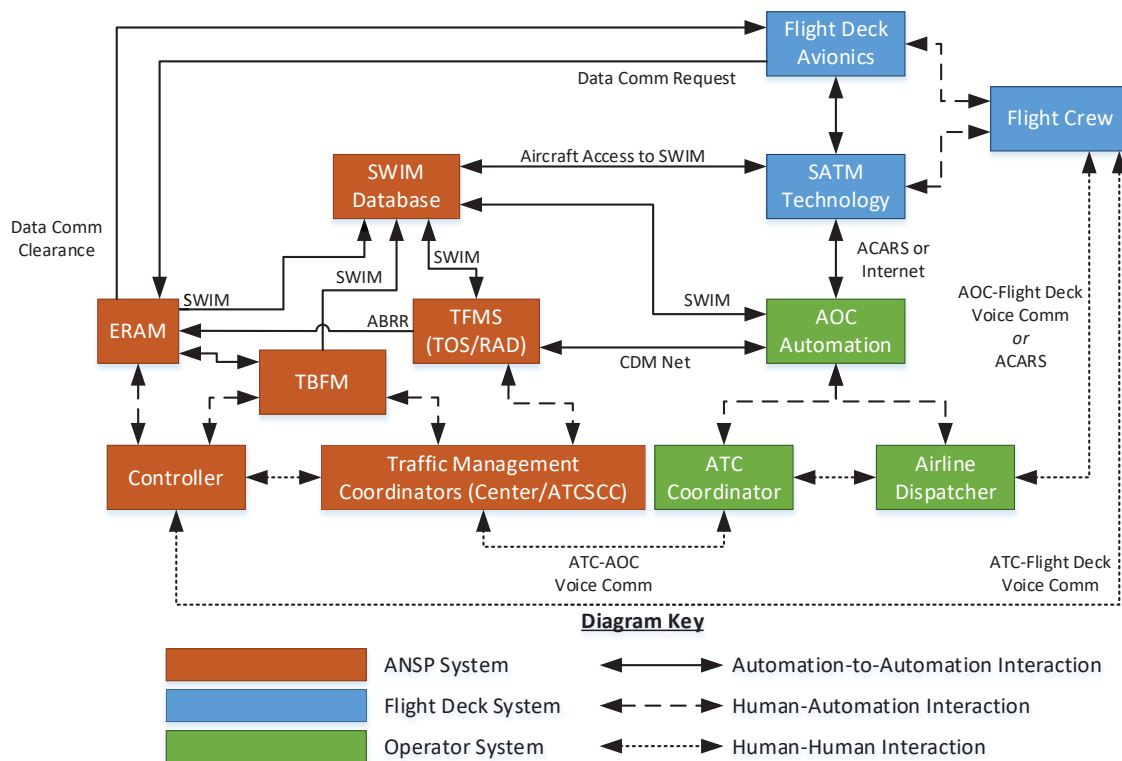 Flight Deck
Avionics
Data Comm Request
Flight Crew
Aircraft Access to SWIM
SWIM
Database
SATM
Technology
Data Comm
Clearance
ACARS or
Internet
SWIM
SWIM
SWIM
SWIM
AOC-Flight Deck
Voice Comm
or
ACARS
ERAM
ABRR
TFMS
(TOS/RAD)
AOC
Automation
CDM Net
TBFM
Controller
Traffic Management
Coordinators (Center/ATCSCC)
ATC
Coordinator
Airline
Dispatcher
ATC-AOC
Voice Comm
ATC-Flight Deck
Voice Comm
Diagram Key
ANSP System
Automation-to-Automation Interaction
Flight Deck System
Human-Automation Interaction
Operator System
Human-Human Interaction